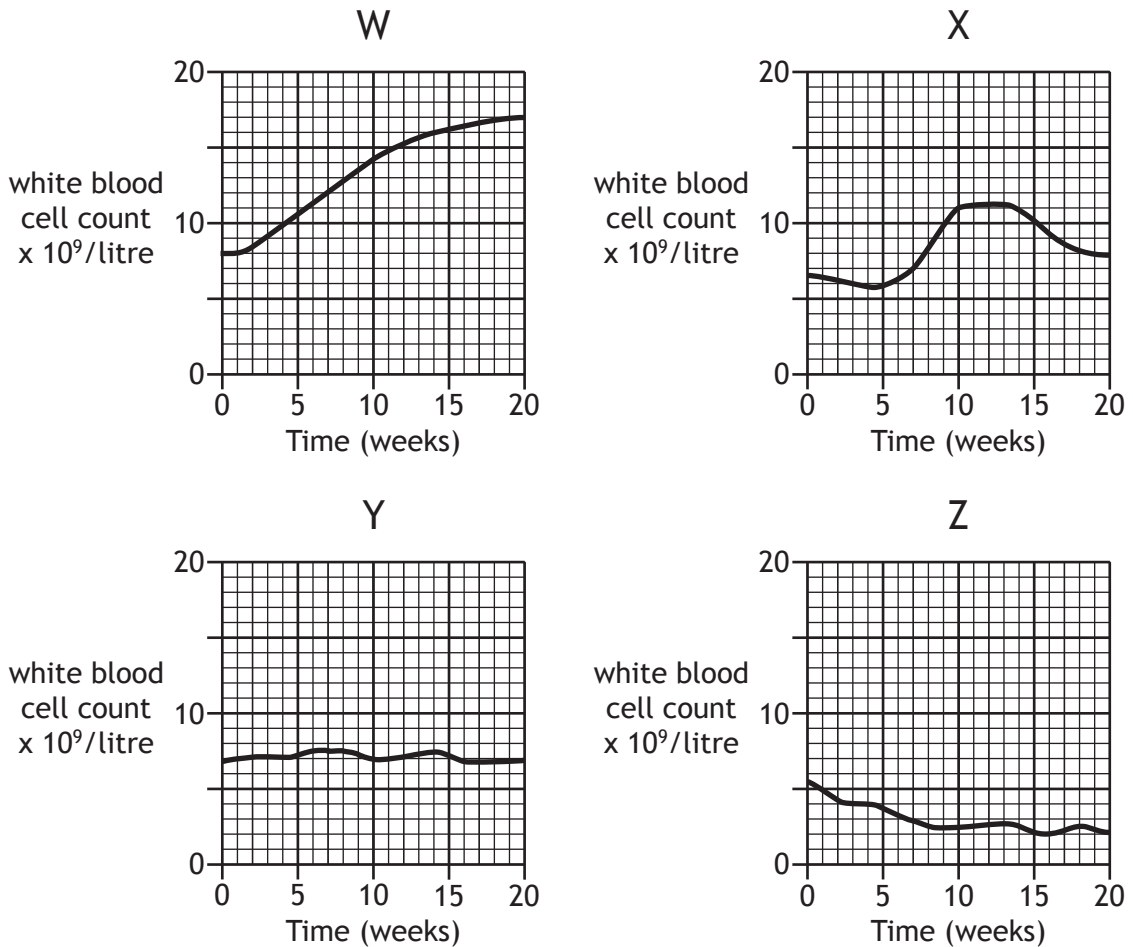 W
20
10
0
white blood
cell count
x 10⁹/litre
0 5 10 15 20
Time (weeks)
X
20
10
0
white blood
cell count
x 10⁹/litre
0 5 10 15 20
Time (weeks)
Y
20
10
0
white blood
cell count
x 10⁹/litre
0 5 10 15 20
Time (weeks)
Z
20
10
0
white blood
cell count
x 10⁹/litre
0 5 10 15 20
Time (weeks)